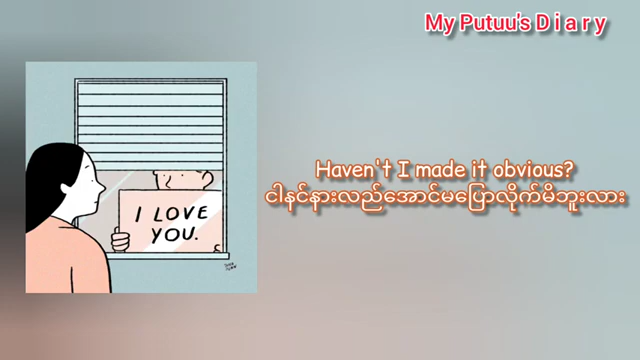 My Putuu's D i a r y
I LOVE
YOU.
Haven't I made it obvious?
ငါနင်နားလည်အောင်မပြောလိုက်မိဘူးလား